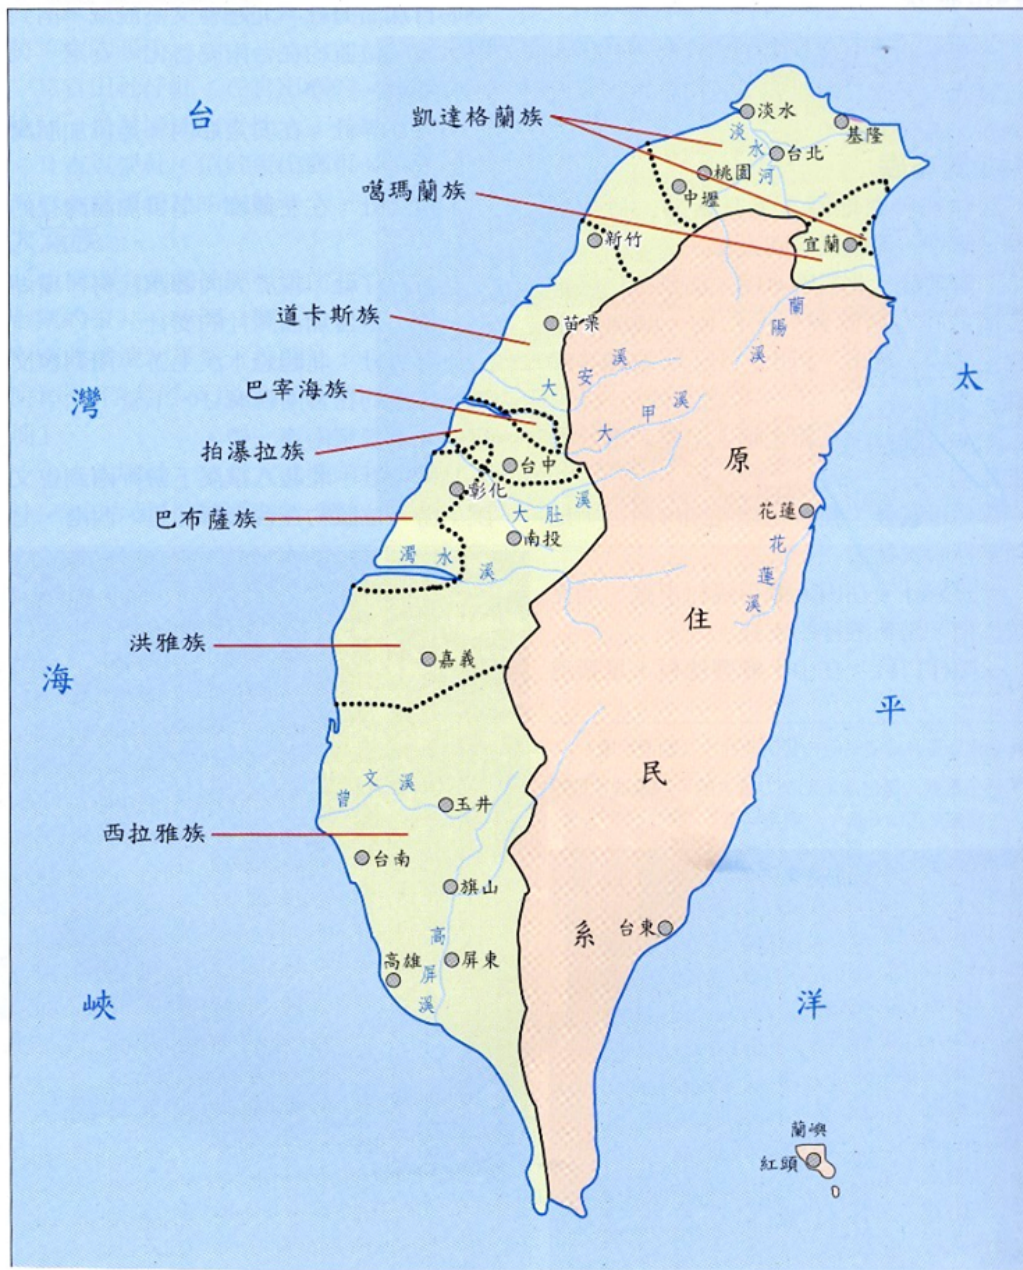 台灣海峽
太平洋
凱達格蘭族
噶瑪蘭族
道卡斯族
巴宰海族
拍瀑拉族
巴布薩族
洪雅族
西拉雅族
原住民系
淡水
基隆
淡水河
台北
桃園
中壢
新竹
宜蘭
蘭陽溪
苗栗
大安溪
大甲溪
台中
彰化
大肚溪
南投
濁水溪
花蓮
花蓮溪
嘉義
曾文溪
玉井
台南
旗山
高屏溪
高雄
屏東
台東
蘭嶼
紅頭